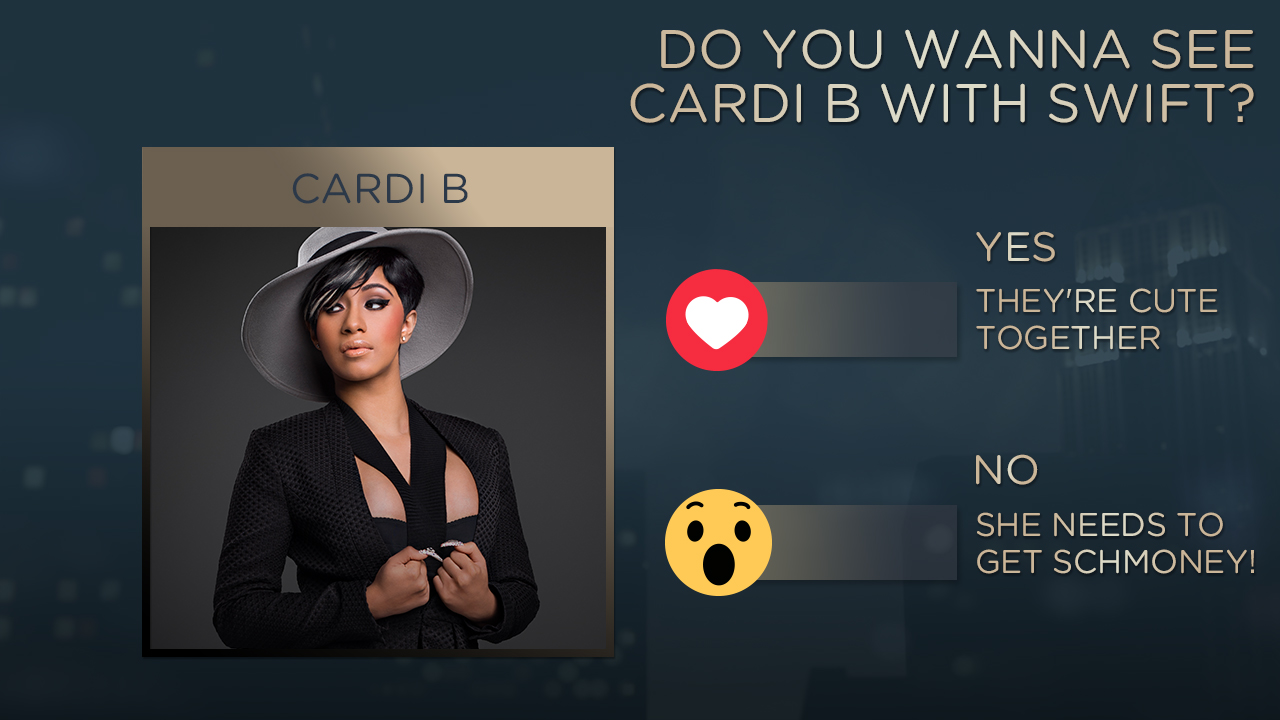 DO YOU WANNA SEE
CARDI B WITH SWIFT?
CARDI B
YES
THEY'RE CUTE
TOGETHER
NO
SHE NEEDS TO
GET SCHMONEY!